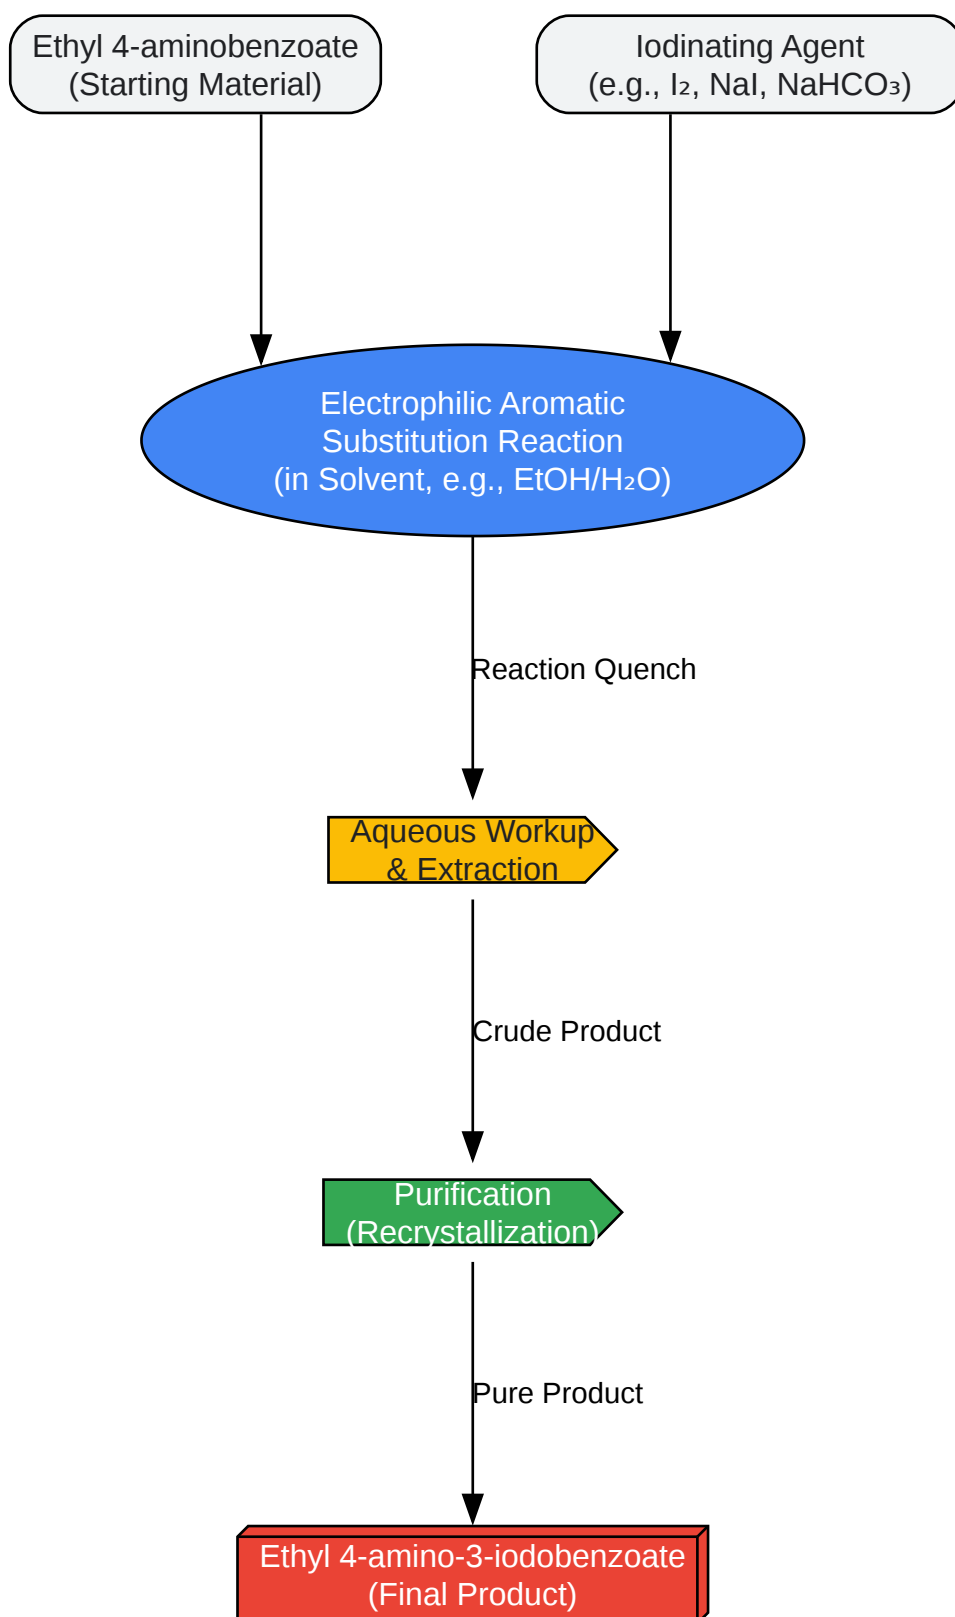 Ethyl 4-aminobenzoate
(Starting Material)
Iodinating Agent
(e.g., I₂, NaI, NaHCO₃)
Electrophilic Aromatic
Substitution Reaction
(in Solvent, e.g., EtOH/H₂O)
Reaction Quench
Aqueous Workup
& Extraction
Crude Product
Purification
(Recrystallization)
Pure Product
Ethyl 4-amino-3-iodobenzoate
(Final Product)